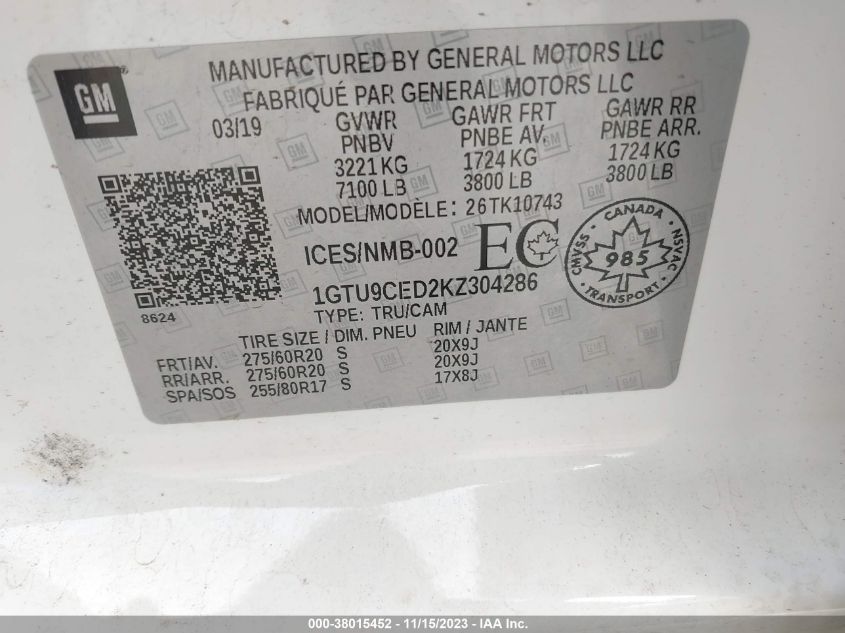 GM
MANUFACTURED BY GENERAL MOTORS LLC
FABRIQUÉ PAR GENERAL MOTORS LLC
03/19
GVWR
PNBV
3221 KG
7100 LB
GAWR FRT
PNBE AV.
1724 KG
3800 LB
GAWR RR
PNBE ARR.
1724 KG
3800 LB
MODEL/MODÈLE: 26TK10743
ICES/NMB-002
EC
CANADA
CMVSS
985
NSVAC
TRANSPORT
1GTU9CED2KZ304286
TYPE: TRU/CAM
8624
TIRE SIZE / DIM. PNEU RIM / JANTE
FRT/AV. 275/60R20 S 20X9J
RR/ARR. 275/60R20 S 20X9J
SPA/SOS 255/80R17 S 17X8J
000-38015452 - 11/15/2023 - IAA Inc.